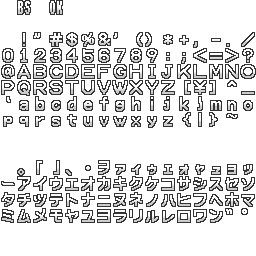 BS OK
!"#$%&' ()*+,-./
0123456789:;<=>?
@ABCDEFGHIJKLMNO
PQRSTUVWXYZ[¥]^_
`abcdefghijklmno
pqrstuvwxyz{|}~
。「」、・ヲァィゥェォャュョッ
ーアイウエオカキクケコサシスセソ
タチツテトナニヌネノハヒフヘホマ
ミムメモヤユヨラリルレロワン゛゜